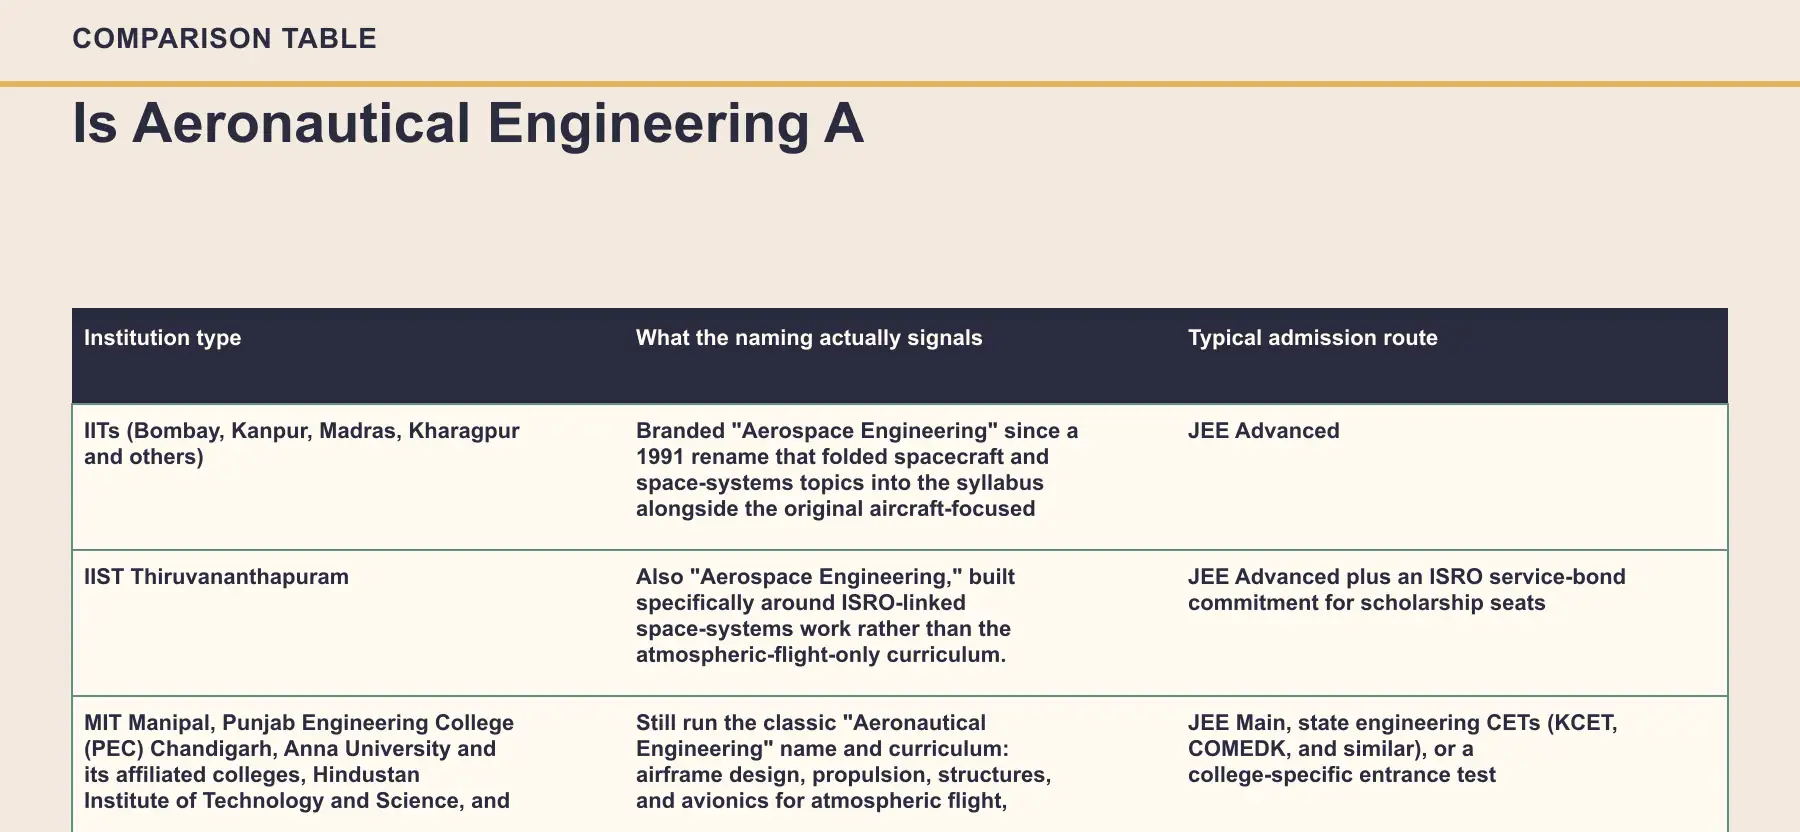 COMPARISON TABLE
Is Aeronautical Engineering A
Institution type
What the naming actually signals
Typical admission route
IITs (Bombay, Kanpur, Madras, Kharagpur
and others)
Branded "Aerospace Engineering" since a
1991 rename that folded spacecraft and
space-systems topics into the syllabus
alongside the original aircraft-focused
JEE Advanced
IIST Thiruvananthapuram
Also "Aerospace Engineering," built
specifically around ISRO-linked
space-systems work rather than the
atmospheric-flight-only curriculum.
JEE Advanced plus an ISRO service-bond
commitment for scholarship seats
MIT Manipal, Punjab Engineering College
(PEC) Chandigarh, Anna University and
its affiliated colleges, Hindustan
Institute of Technology and Science, and
Still run the classic "Aeronautical
Engineering" name and curriculum:
airframe design, propulsion, structures,
and avionics for atmospheric flight,
JEE Main, state engineering CETs (KCET,
COMEDK, and similar), or a
college-specific entrance test